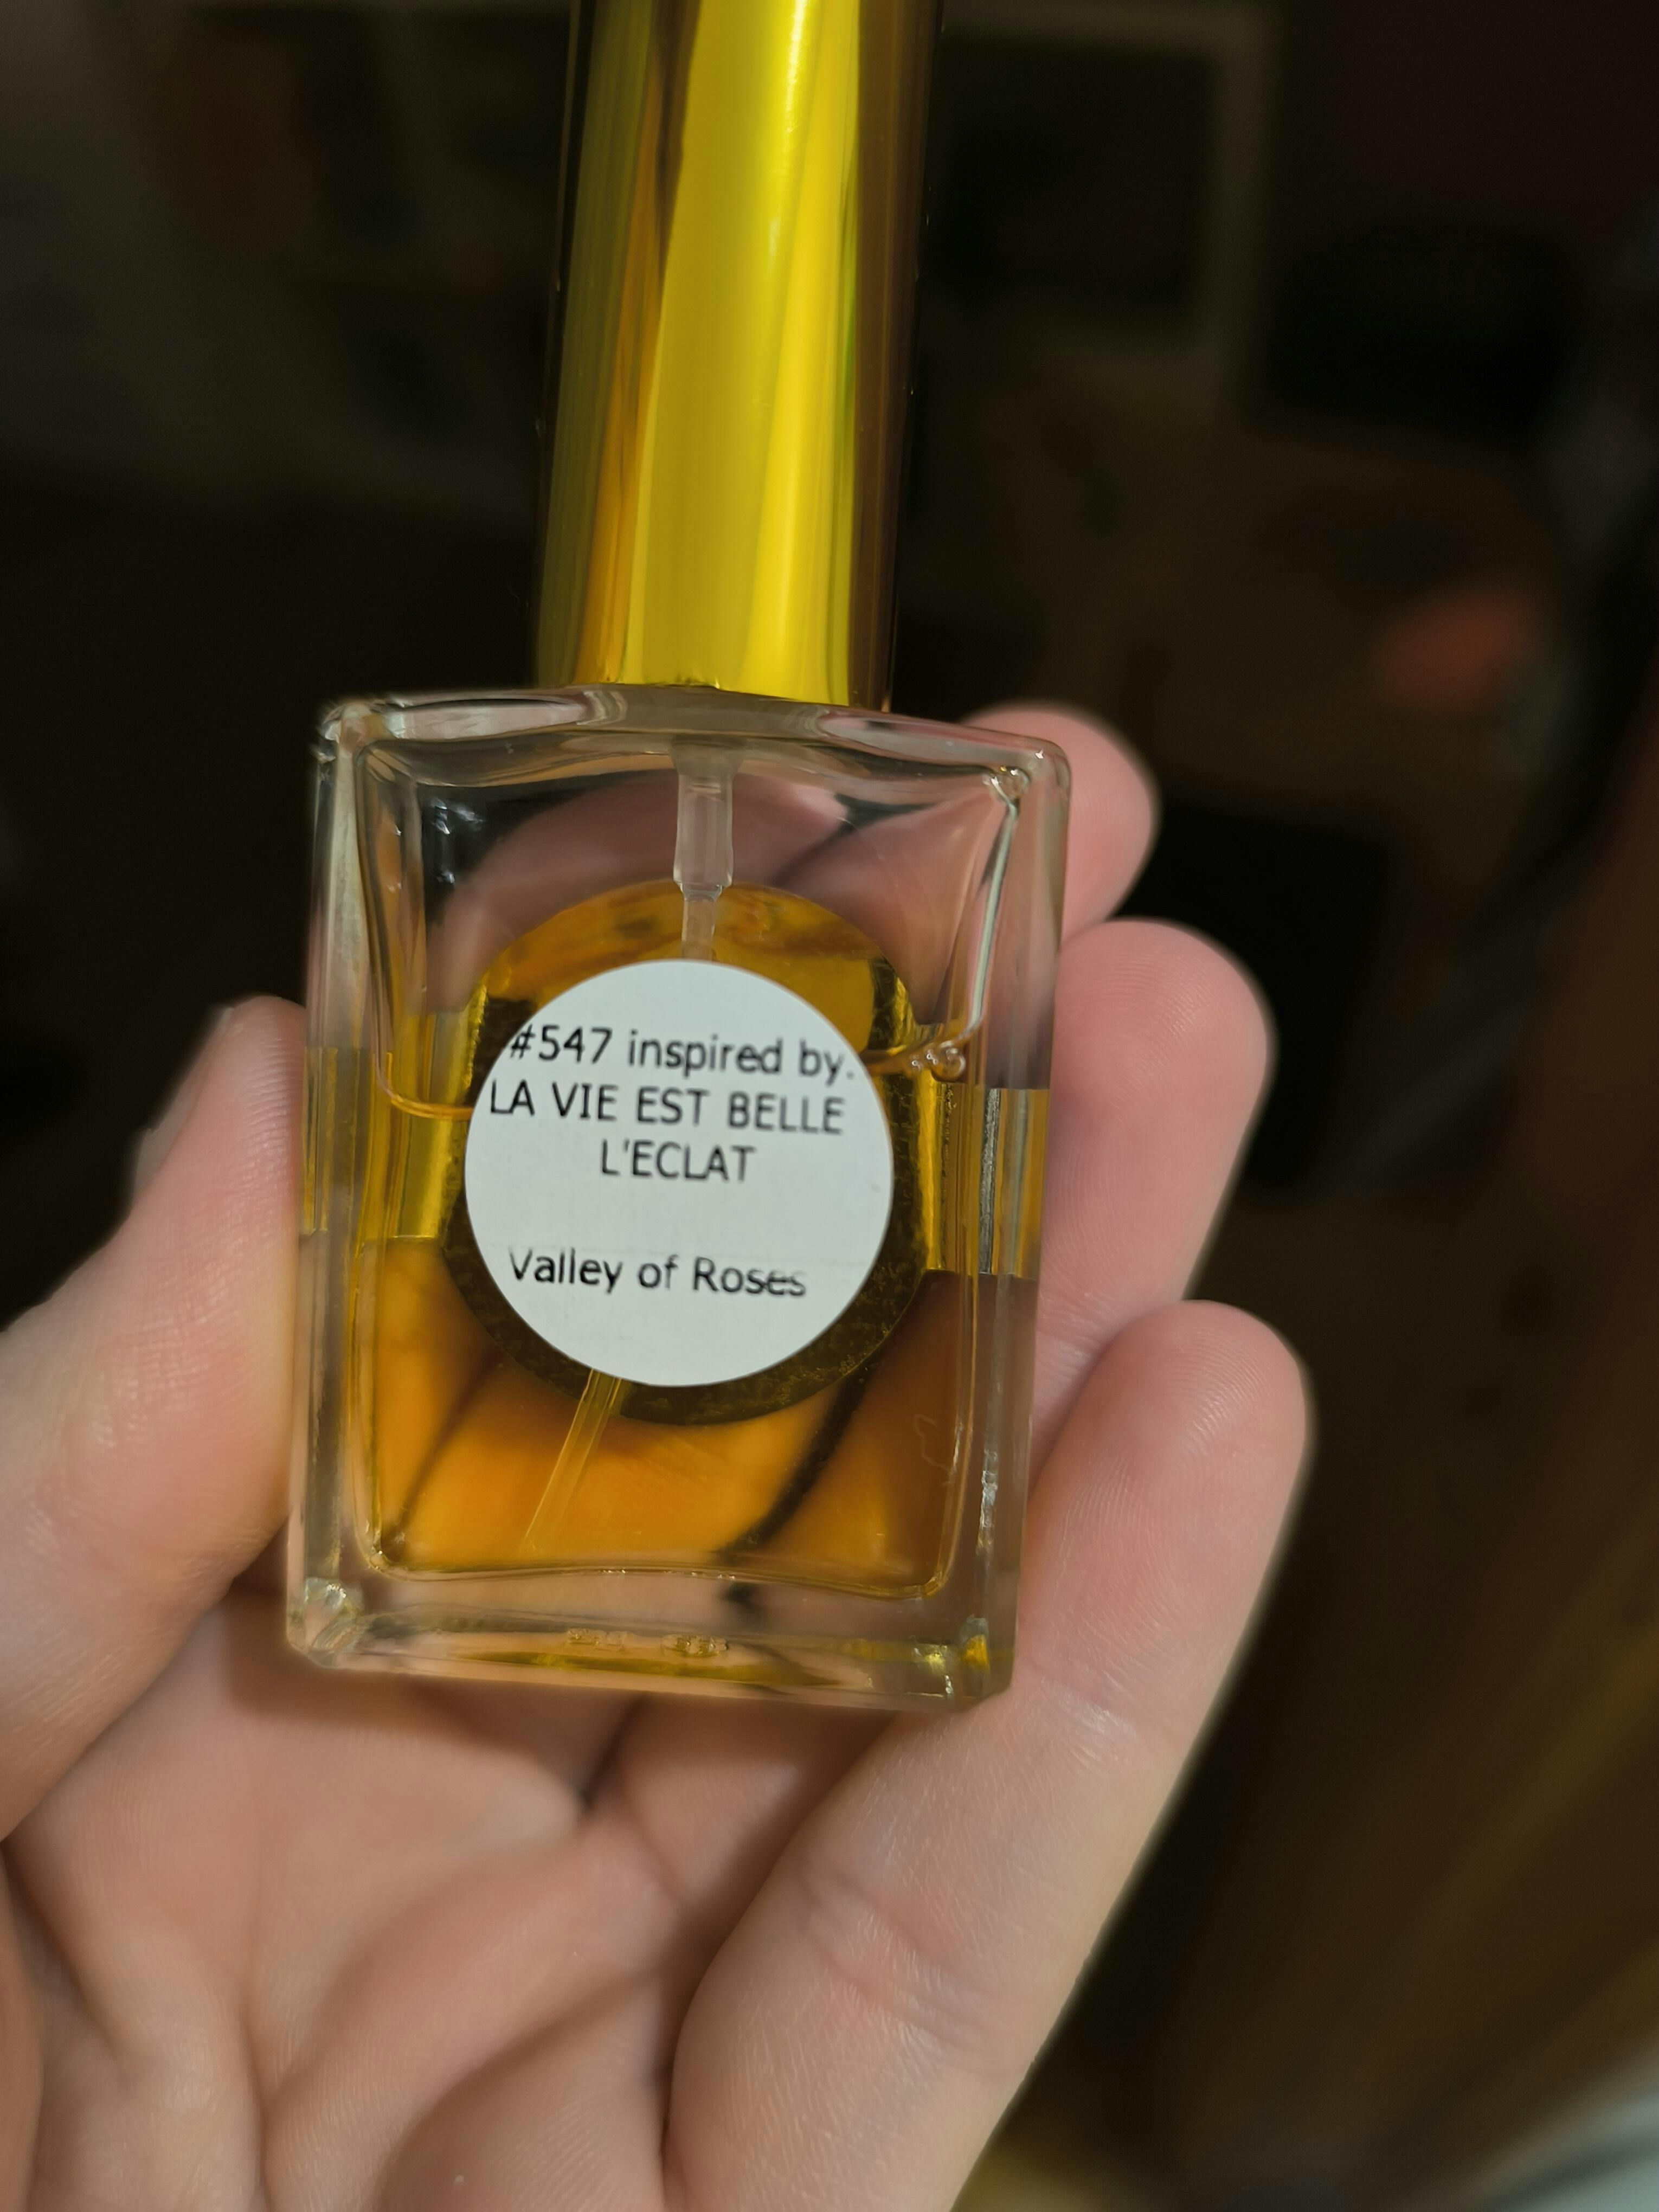 #547 inspired by.
LA VIE EST BELLE
L'ECLAT
Valley of Roses